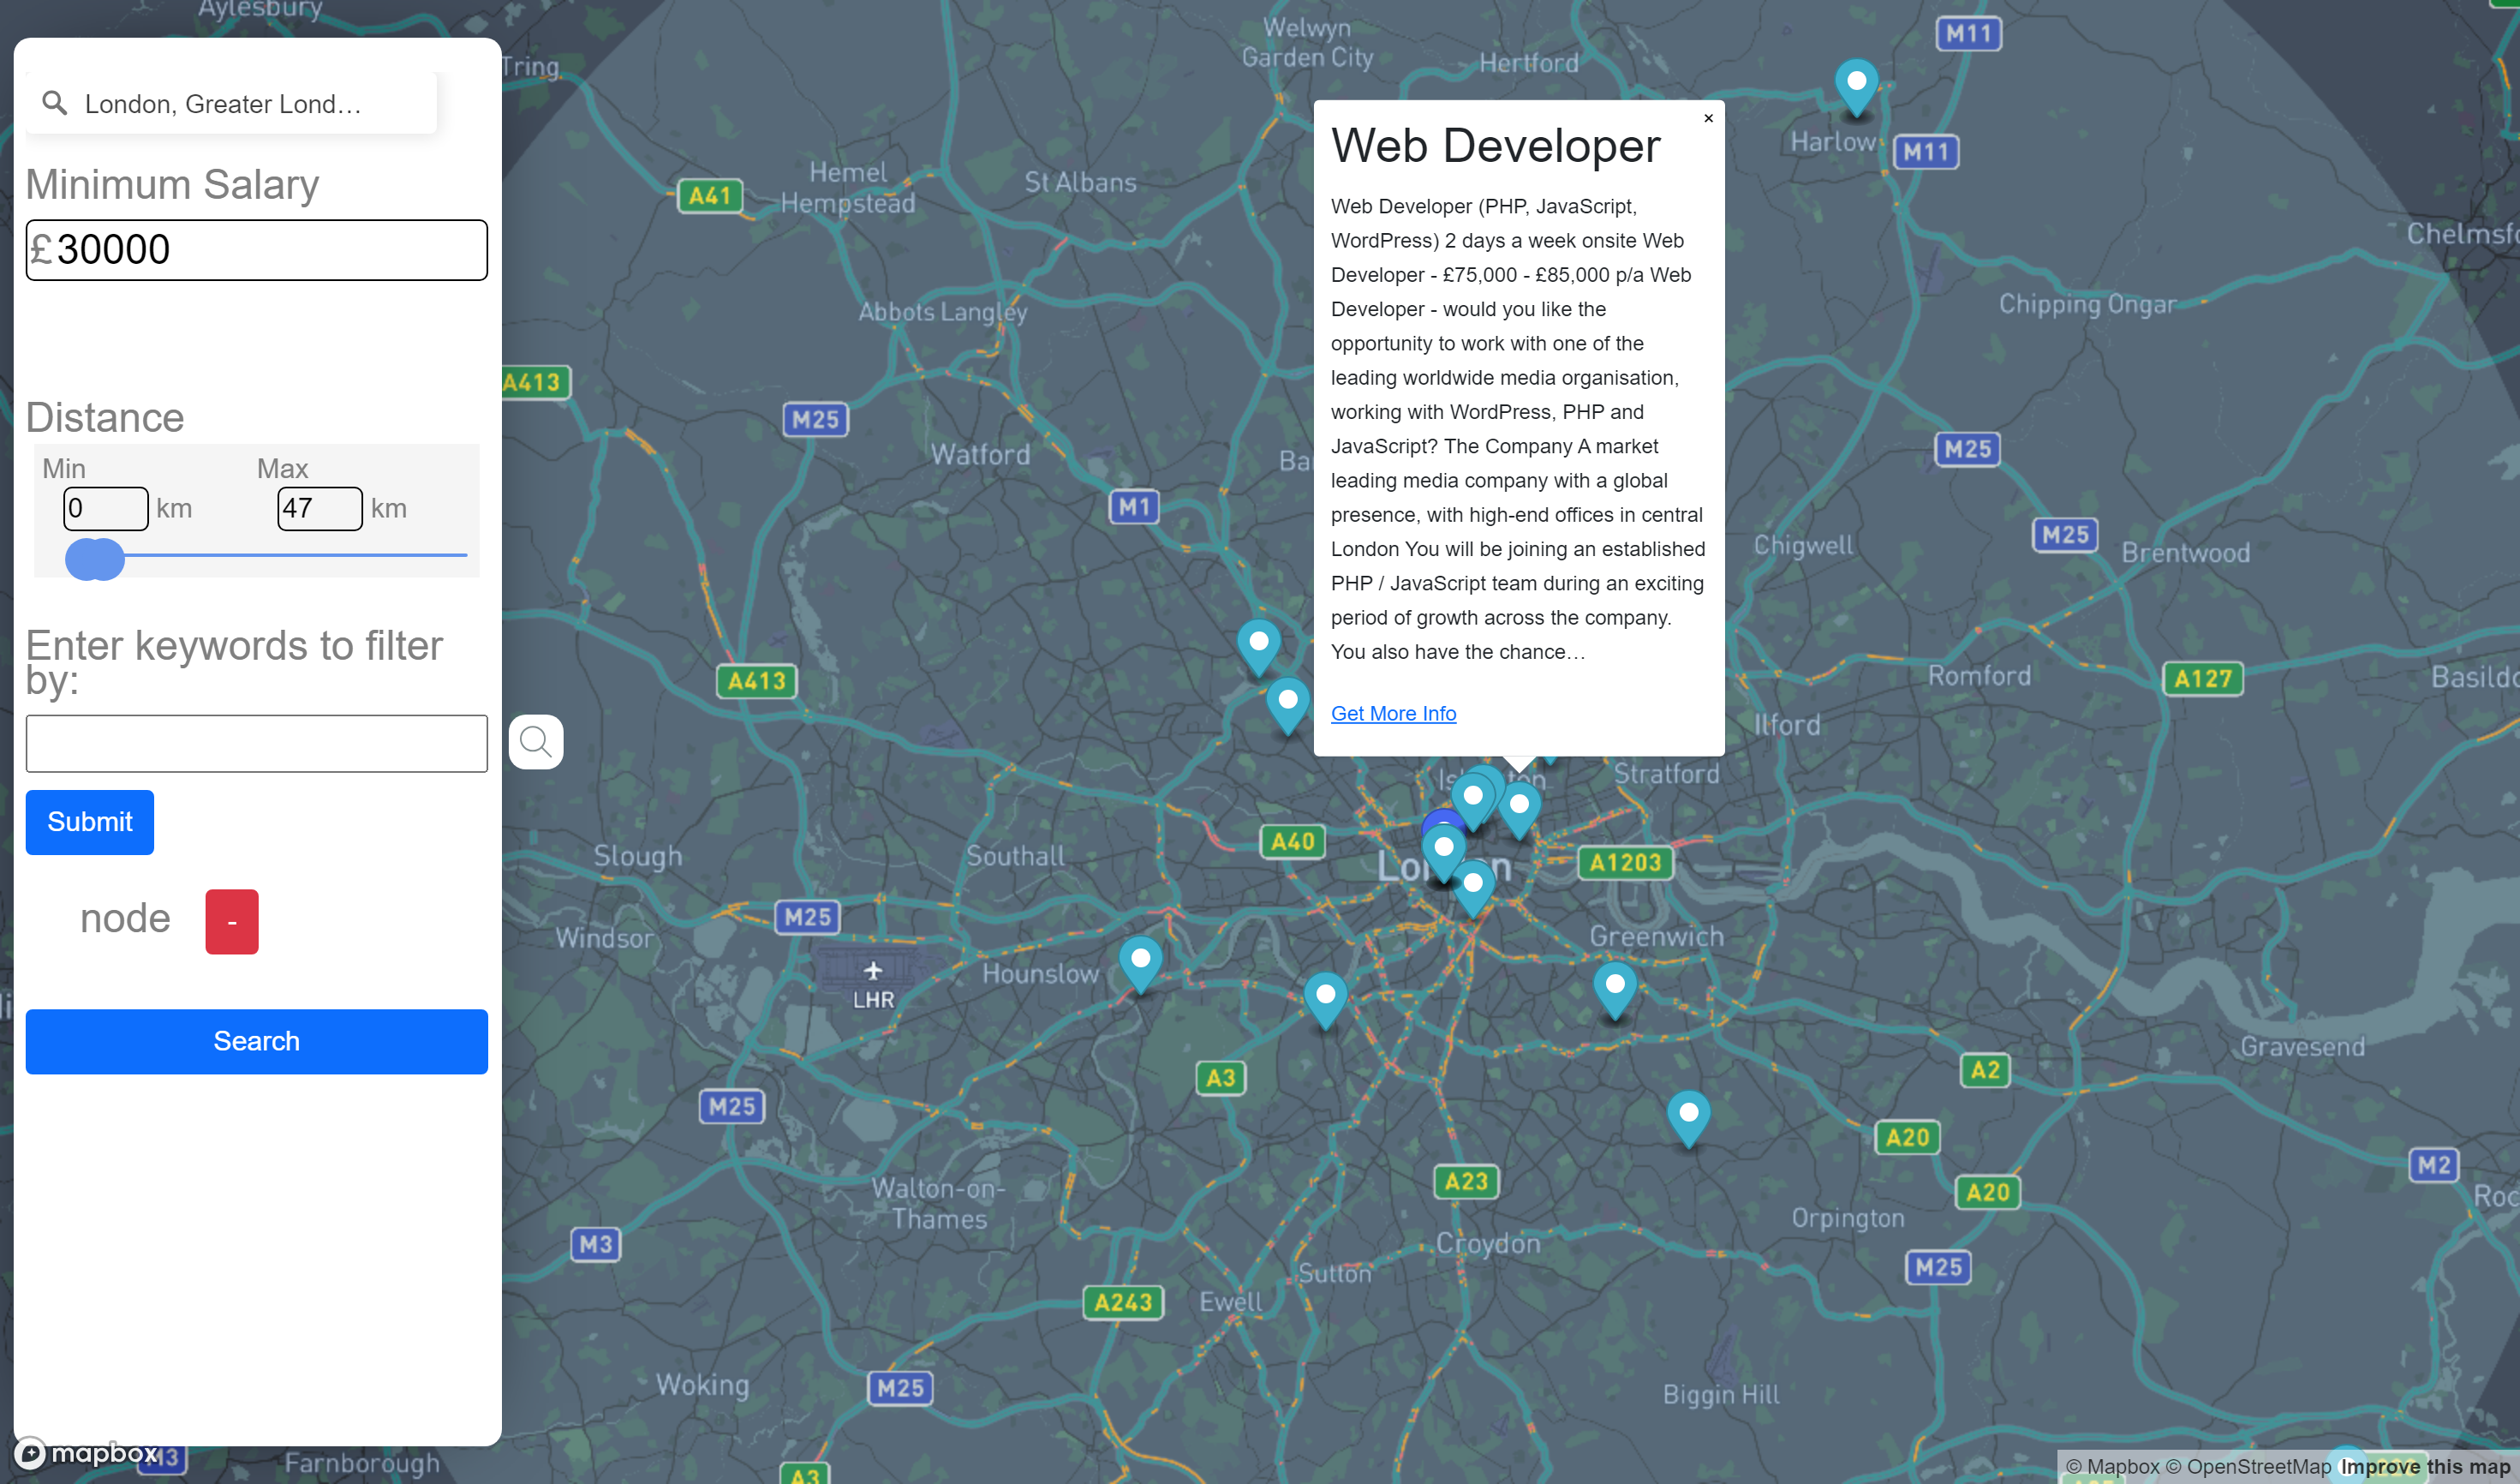 London, Greater Lond…
Minimum Salary
£ 30000
Distance
Min
Max
0 km
47 km
Enter keywords to filter
by:
Submit
node
-
Search
mapbox
×
Web Developer
Web Developer (PHP, JavaScript,
WordPress) 2 days a week onsite Web
Developer - £75,000 - £85,000 p/a Web
Developer - would you like the
opportunity to work with one of the
leading worldwide media organisation,
working with WordPress, PHP and
JavaScript? The Company A market
leading media company with a global
presence, with high-end offices in central
London You will be joining an established
PHP / JavaScript team during an exciting
period of growth across the company.
You also have the chance…
Get More Info
Aylesbury
Tring
Welwyn
Garden City
Hertford
M11
Harlow
M11
A41
Hemel
Hempstead
St Albans
Chelmsfo
Chipping Ongar
Abbots Langley
A413
M25
Watford
Ba
M25
M1
Chigwell
M25
Brentwood
A413
Romford
A127
Basildo
Ilford
Stratford
A40
A1203
Slough
Southall
M25
Windsor
Hounslow
LHR
Greenwich
Gravesend
A3
A2
M25
A20
A23
M2
Walton-on-
Thames
A20
Roc
Orpington
M3
Croydon
M25
Sutton
A243
Ewell
Woking
M25
Biggin Hill
M3
Farnborough
A3
© Mapbox © OpenStreetMap Improve this map